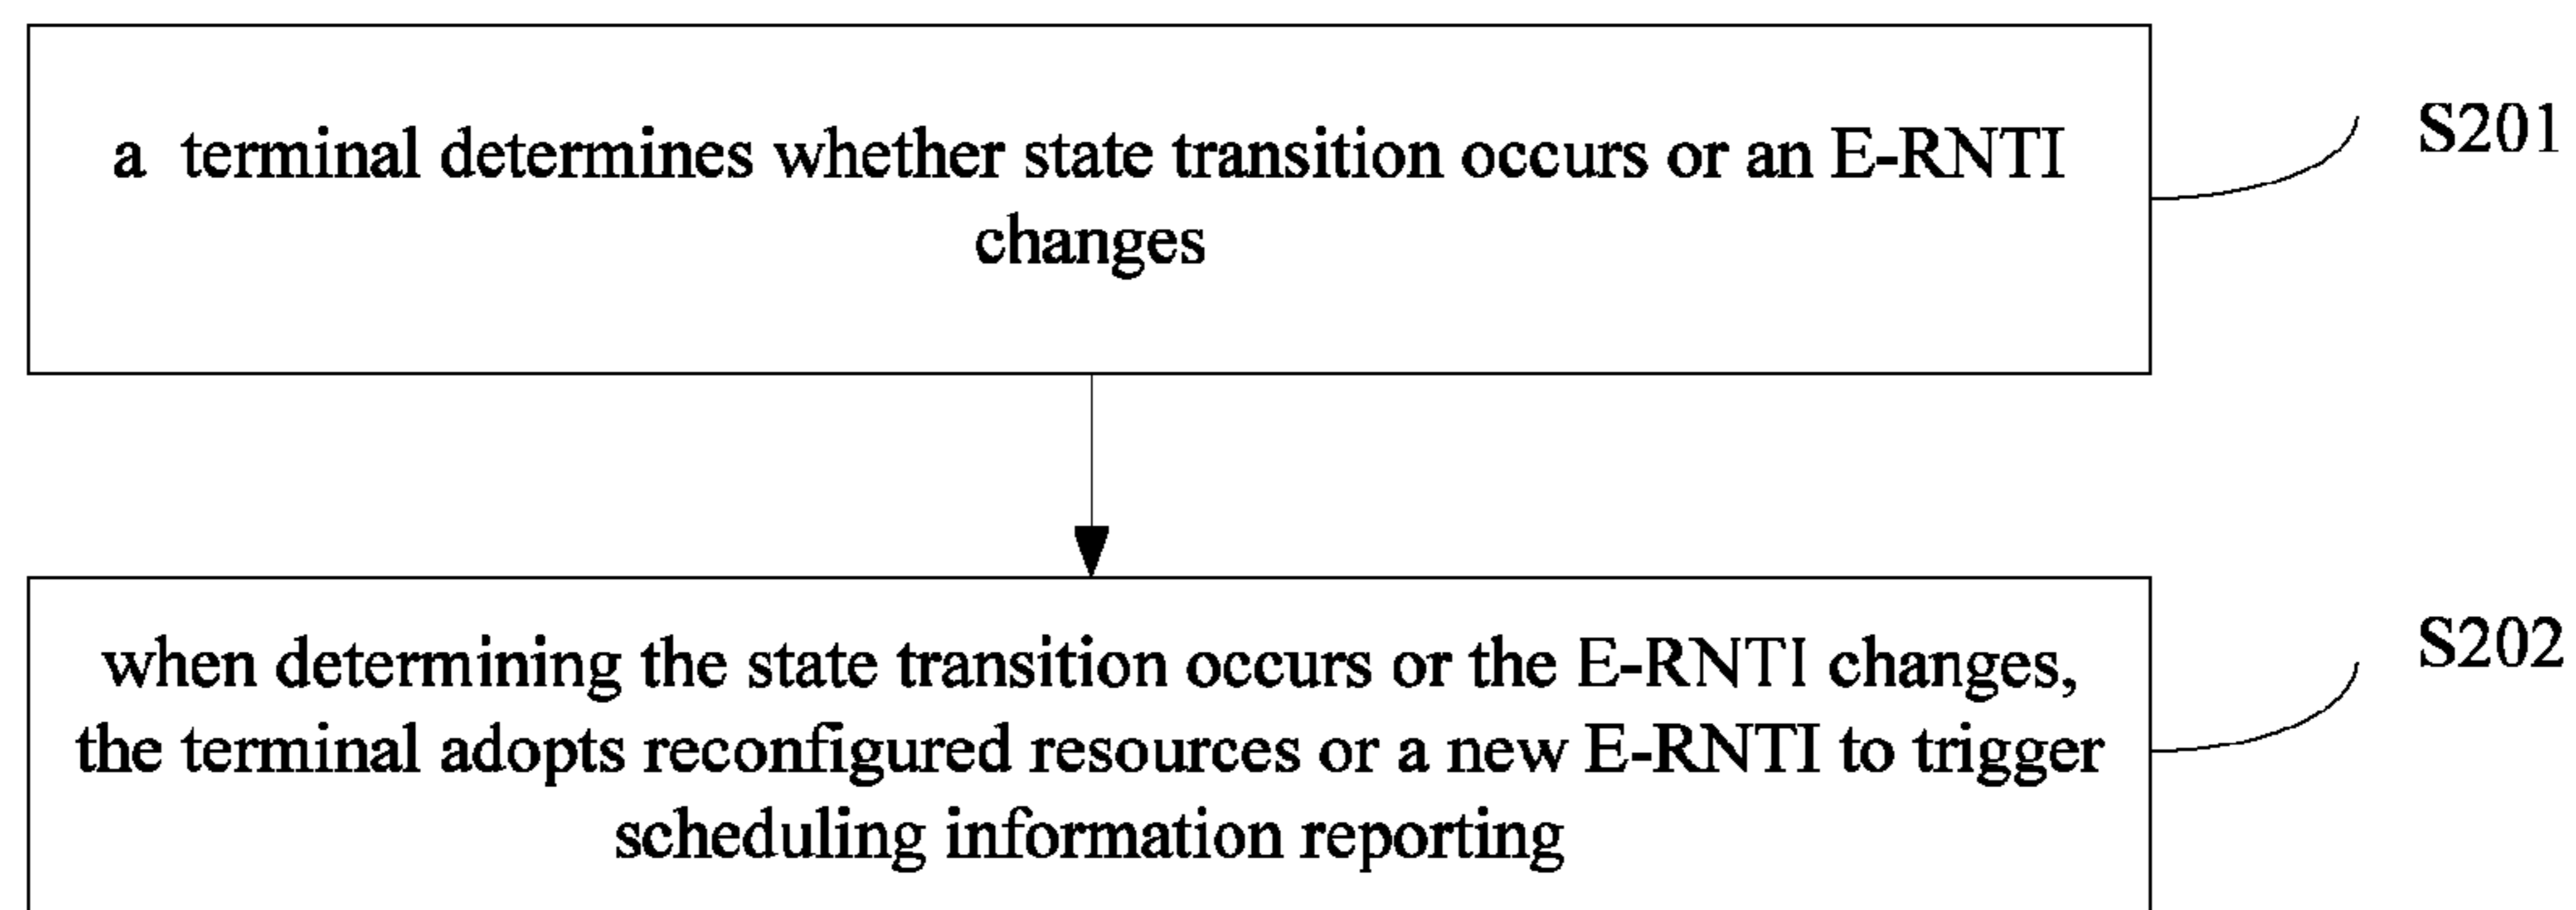 a terminal determines whether state transition occurs or an E-RNTI
changes
S201
when determining the state transition occurs or the E-RNTI changes,
the terminal adopts reconfigured resources or a new E-RNTI to trigger
scheduling information reporting
S202